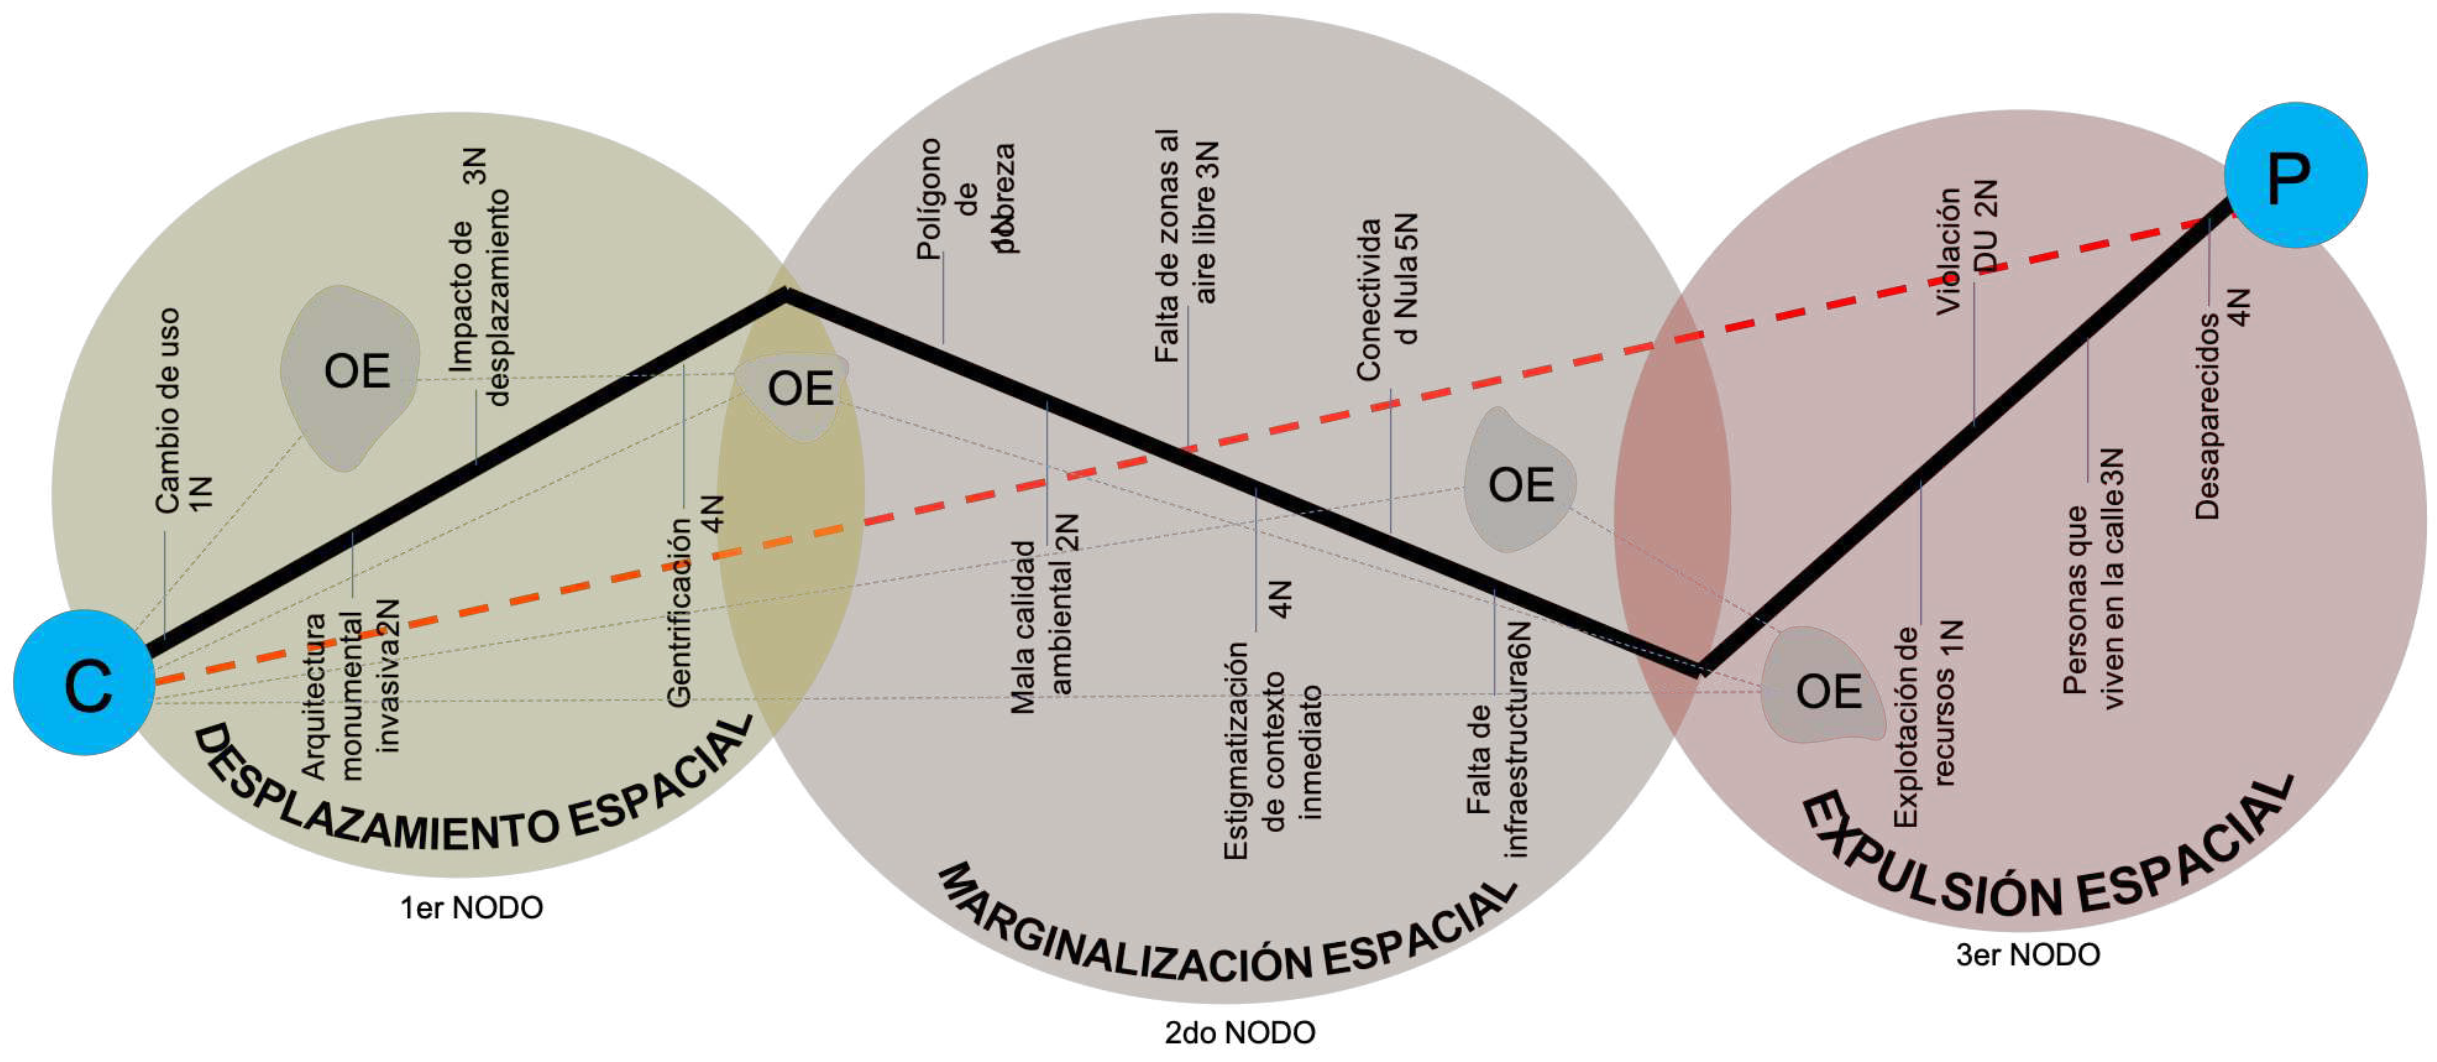 C
Cambio de uso
1N
OE
Arquitectura
monumental
invasiva2N
Impacto de
desplazamiento
3N
Gentrificación
4N
DESPLAZAMIENTO ESPACIAL
1er NODO
OE
Polígono
de
pobreza
1N
Mala calidad
ambiental 2N
Falta de zonas al
aire libre 3N
Estigmatización
de contexto
inmediato
4N
Conectivida
d Nula5N
Falta de
infraestructura6N
OE
MARGINALIZACIÓN ESPACIAL
2do NODO
OE
Explotación de
recursos 1N
Violación
DU 2N
Personas que
viven en la calle3N
Desaparecidos
4N
P
EXPULSIÓN ESPACIAL
3er NODO